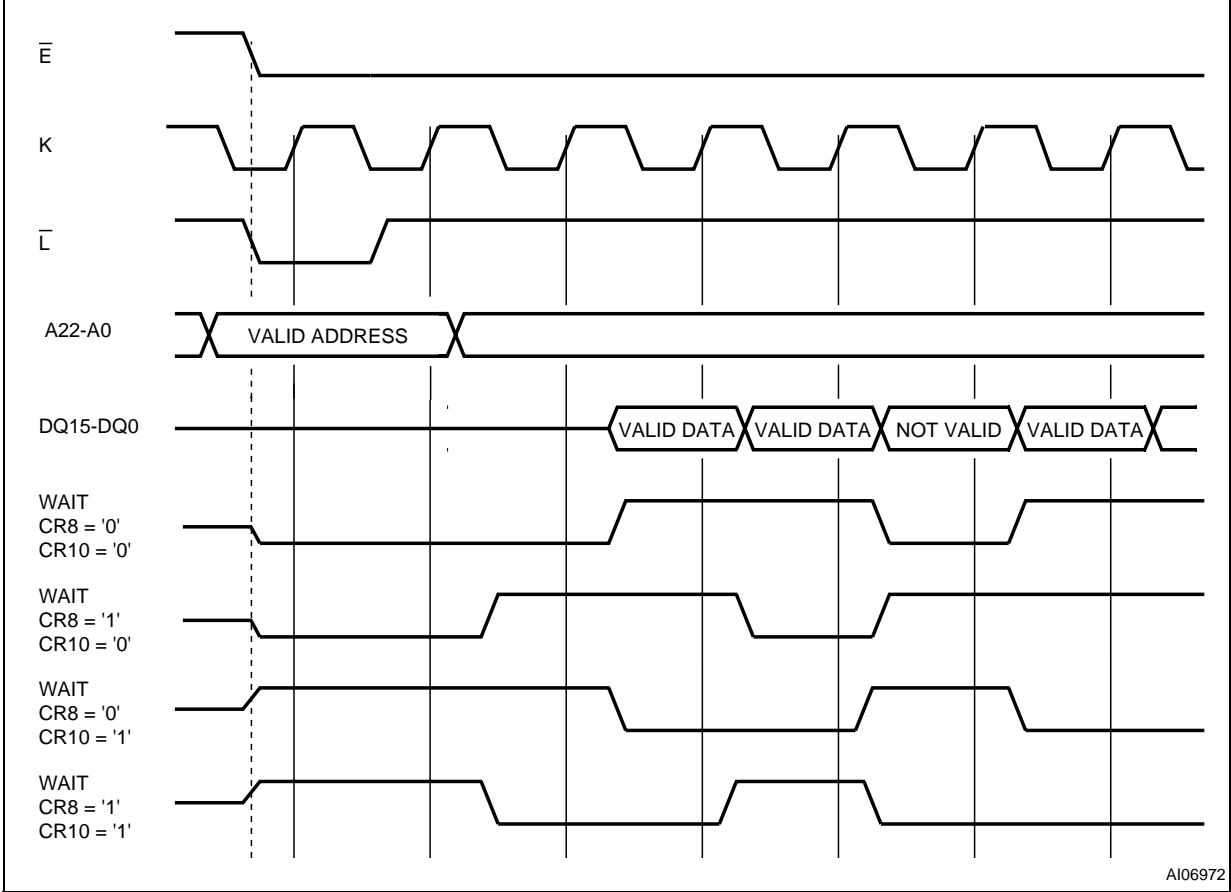 E̅
K
L̅
A22-A0
VALID ADDRESS
DQ15-DQ0
VALID DATA VALID DATA NOT VALID VALID DATA
WAIT
CR8 = '0'
CR10 = '0'
WAIT
CR8 = '1'
CR10 = '0'
WAIT
CR8 = '0'
CR10 = '1'
WAIT
CR8 = '1'
CR10 = '1'
AI06972